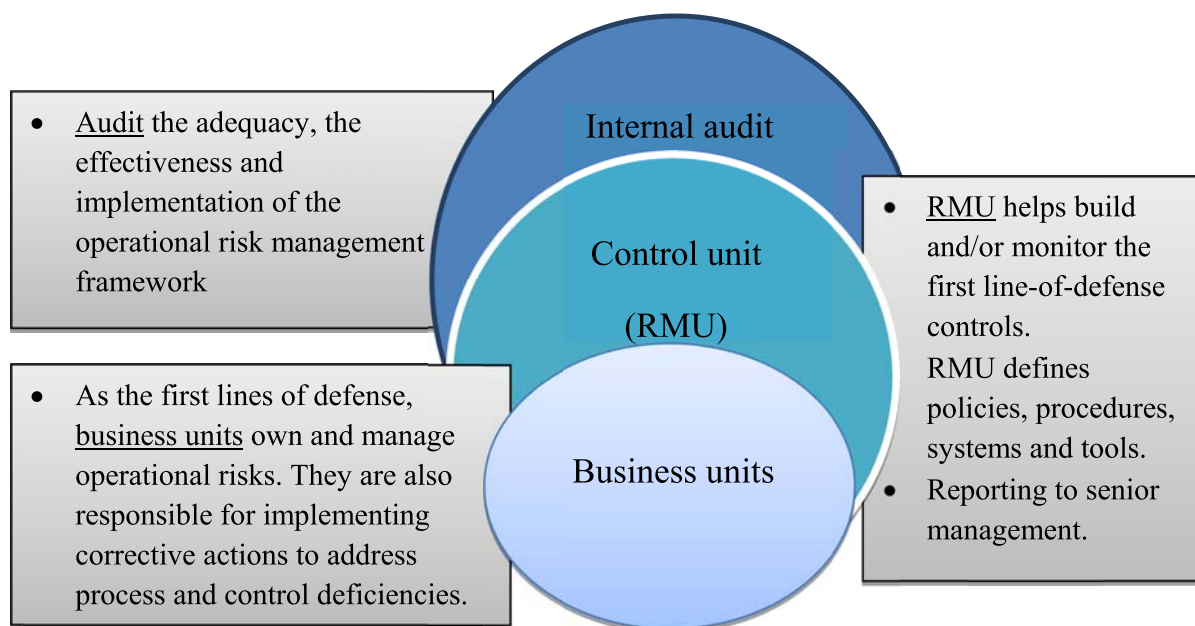 Internal audit
Control unit
(RMU)
Business units
• Audit the adequacy, the
effectiveness and
implementation of the
operational risk management
framework
• As the first lines of defense,
business units own and manage
operational risks. They are also
responsible for implementing
corrective actions to address
process and control deficiencies.
• RMU helps build
and/or monitor the
first line-of-defense
controls.
RMU defines
policies, procedures,
systems and tools.
• Reporting to senior
management.